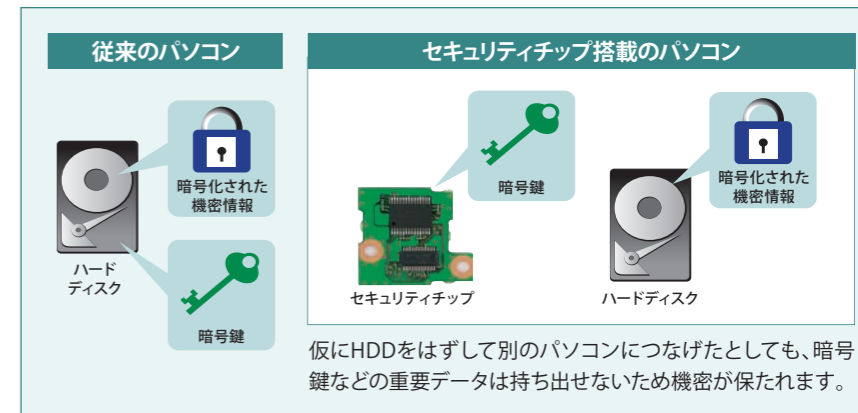 従来のパソコン
暗号化された
機密情報
ハード
ディスク
暗号鍵
セキュリティチップ搭載のパソコン
暗号鍵
セキュリティチップ
暗号化された
機密情報
ハードディスク
仮にHDDをはずして別のパソコンにつなげたとしても、暗号
鍵などの重要データは持ち出せないため機密が保たれます。